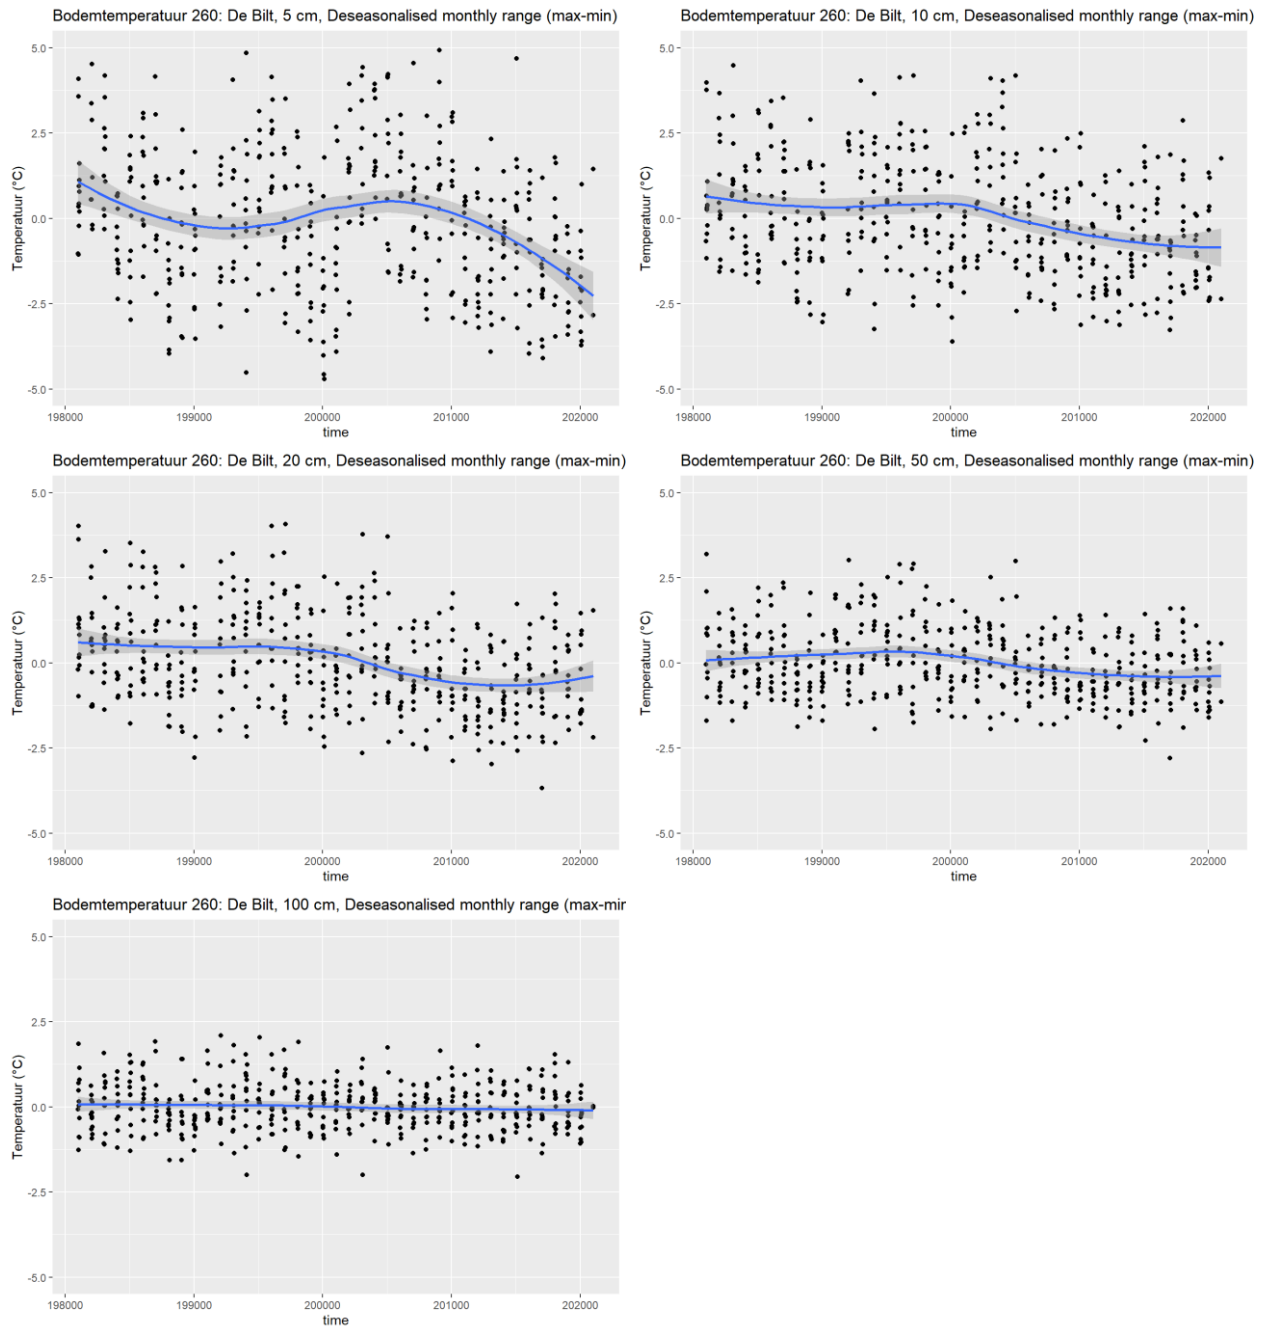 Bodemtemperatuur 260: De Bilt, 5 cm, Deseasonalised monthly range (max-min)
5.0
2.5
0.0
-2.5
-5.0
Temperatuur (°C)
198000 199000 200000 201000 202000
time
Bodemtemperatuur 260: De Bilt, 10 cm, Deseasonalised monthly range (max-min)
5.0
2.5
0.0
-2.5
-5.0
Temperatuur (°C)
198000 199000 200000 201000 202000
time
Bodemtemperatuur 260: De Bilt, 20 cm, Deseasonalised monthly range (max-min)
5.0
2.5
0.0
-2.5
-5.0
Temperatuur (°C)
198000 199000 200000 201000 202000
time
Bodemtemperatuur 260: De Bilt, 50 cm, Deseasonalised monthly range (max-min)
5.0
2.5
0.0
-2.5
-5.0
Temperatuur (°C)
198000 199000 200000 201000 202000
time
Bodemtemperatuur 260: De Bilt, 100 cm, Deseasonalised monthly range (max-mir
5.0
2.5
0.0
-2.5
-5.0
Temperatuur (°C)
198000 199000 200000 201000 202000
time